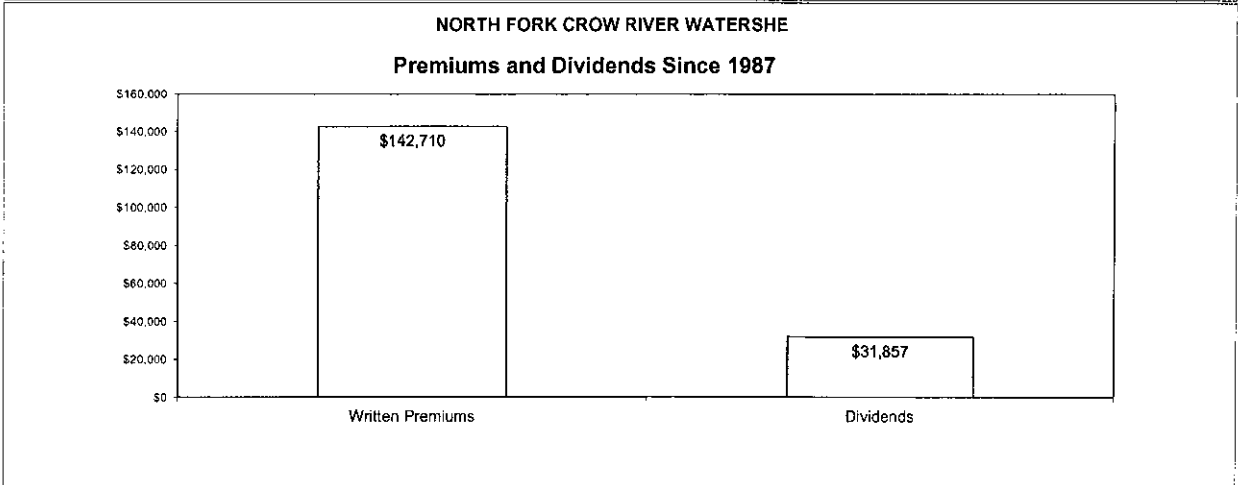 NORTH FORK CROW RIVER WATERSHE
Premiums and Dividends Since 1987
$160,000
$140,000
$120,000
$100,000
$80,000
$60,000
$40,000
$20,000
$0
$142,710
$31,857
Written Premiums
Dividends